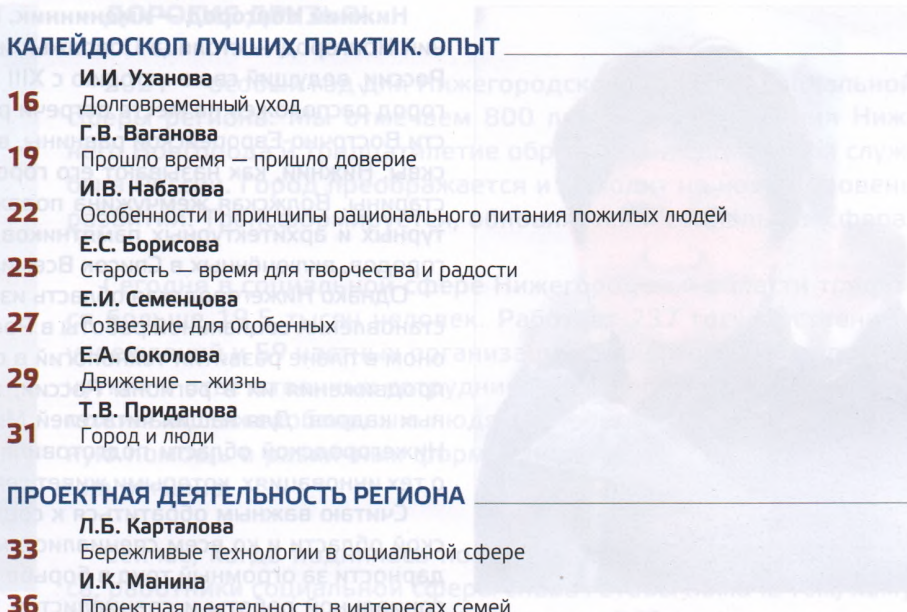 КАЛЕЙДОСКОП ЛУЧШИХ ПРАКТИК. ОПЫТ
И.И. Уханова
16 Долговременный уход
Г.В. Ваганова
19 Прошло время – пришло доверие
И.В. Набатова
22 Особенности и принципы рационального питания пожилых людей
Е.С. Борисова
25 Старость – время для творчества и радости
Е.И. Семенцова
27 Созвездие для особенных
Е.А. Соколова
29 Движение – жизнь
Т.В. Приданова
31 Город и люди
ПРОЕКТНАЯ ДЕЯТЕЛЬНОСТЬ РЕГИОНА
Л.Б. Карталова
33 Бережливые технологии в социальной сфере
И.К. Манина
36 Проектная деятельность в интересах семей